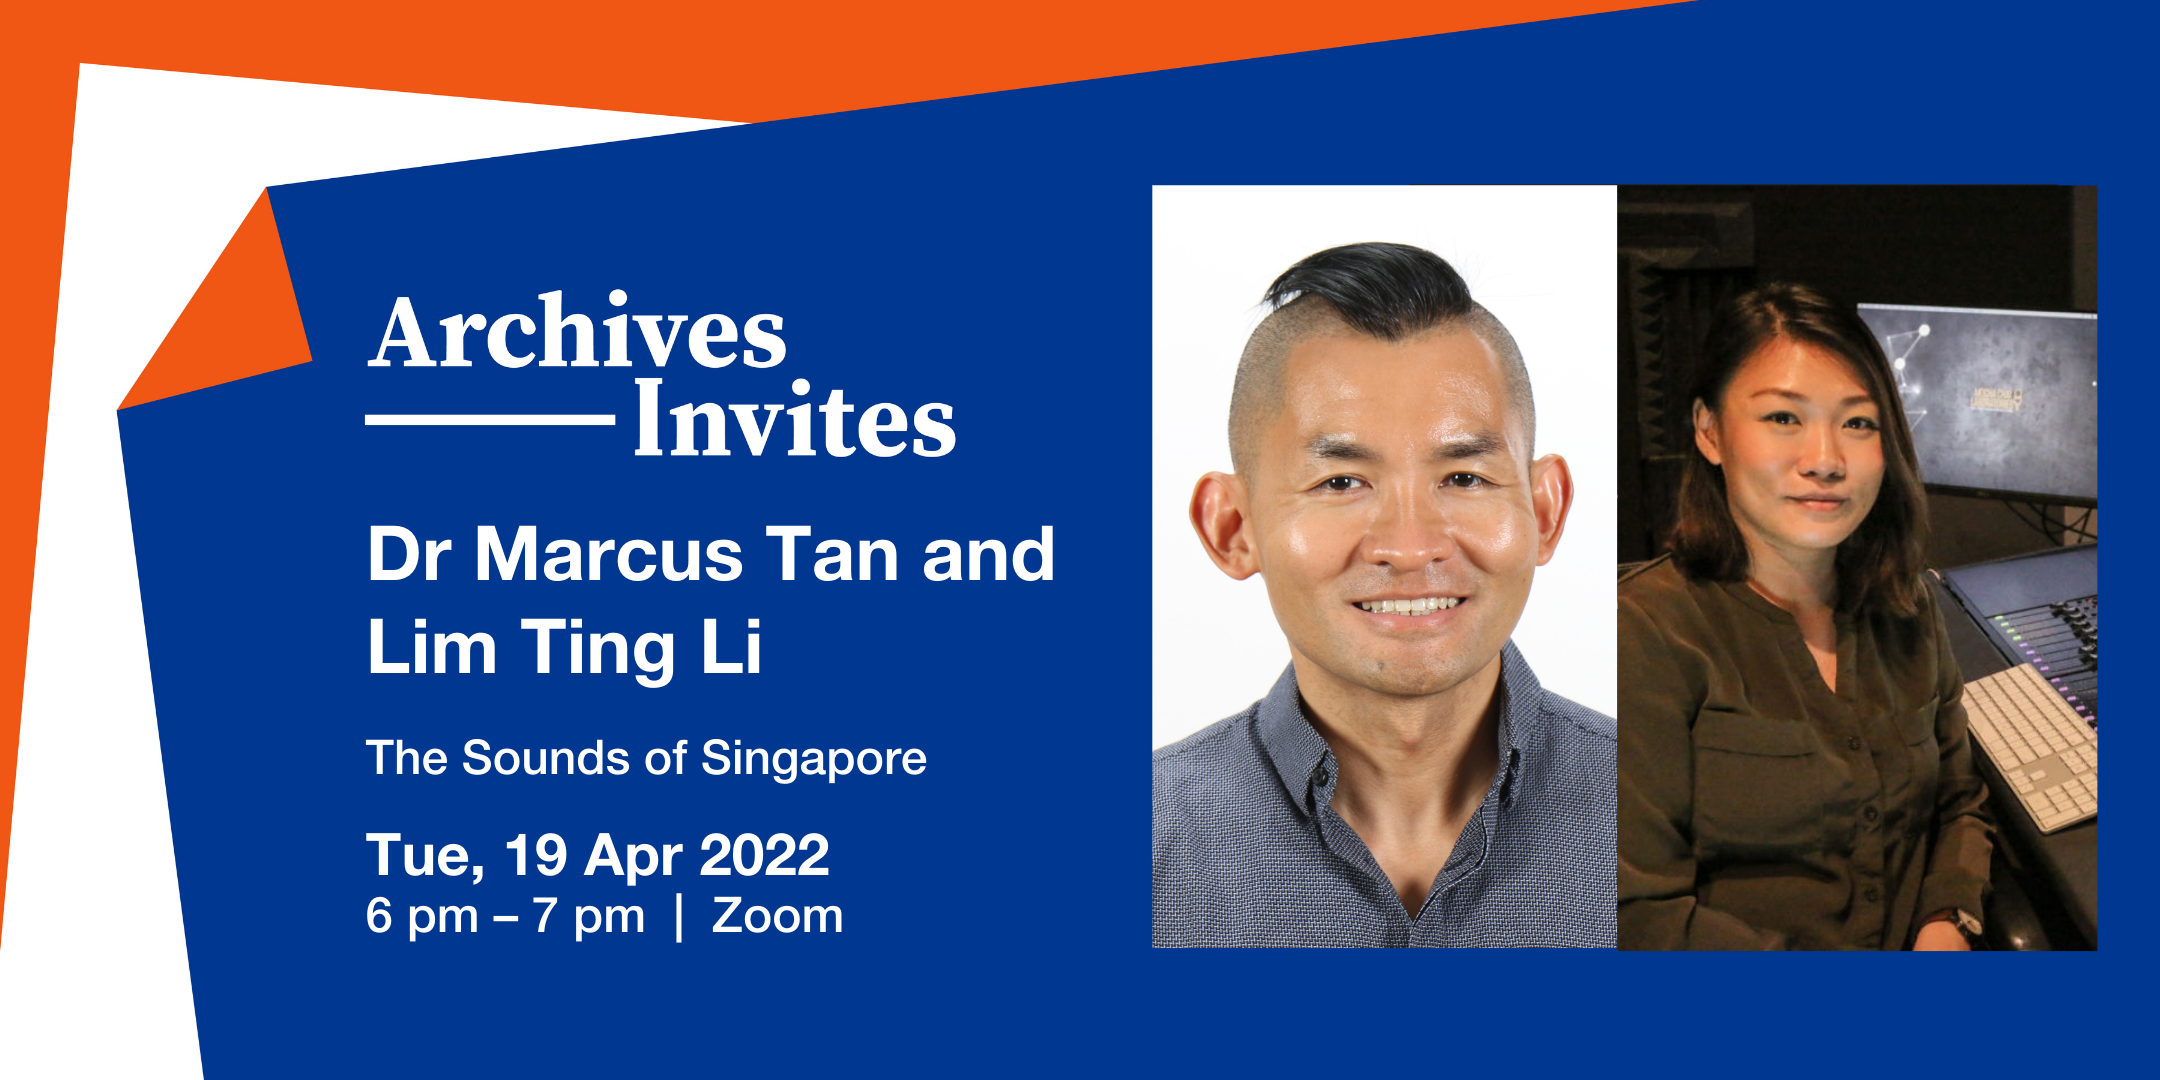 Archives
Invites
Dr Marcus Tan and
Lim Ting Li
The Sounds of Singapore
Tue, 19 Apr 2022
6 pm – 7 pm | Zoom